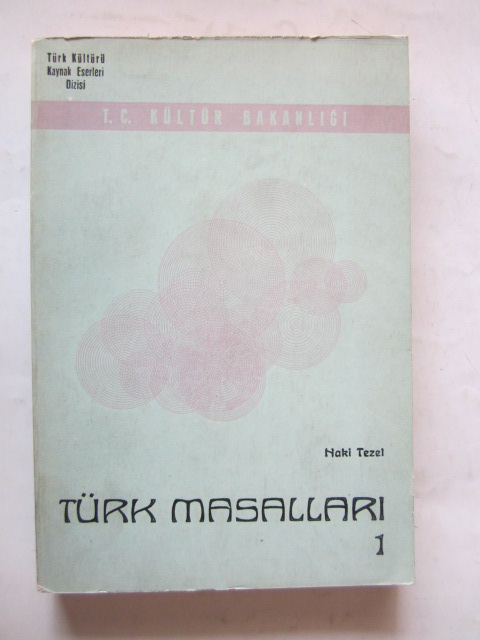 Türk Kültürü
Kaynak Eserleri
Dizisi
T. C. KÜLTÜR BAKANLIĞI
Naki Tezel
TÜRK MASALLARI
1